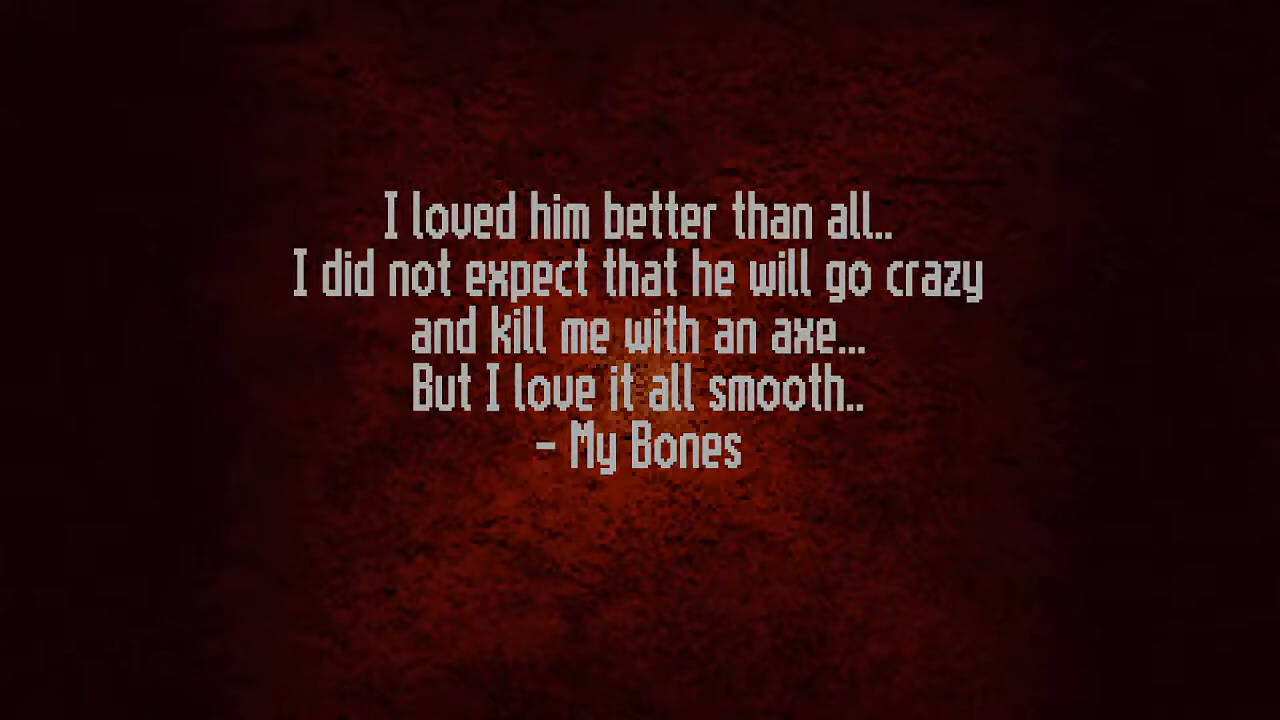 I loved him better than all..
I did not expect that he will go crazy
and kill me with an axe...
But I love it all smooth..
- My Bones